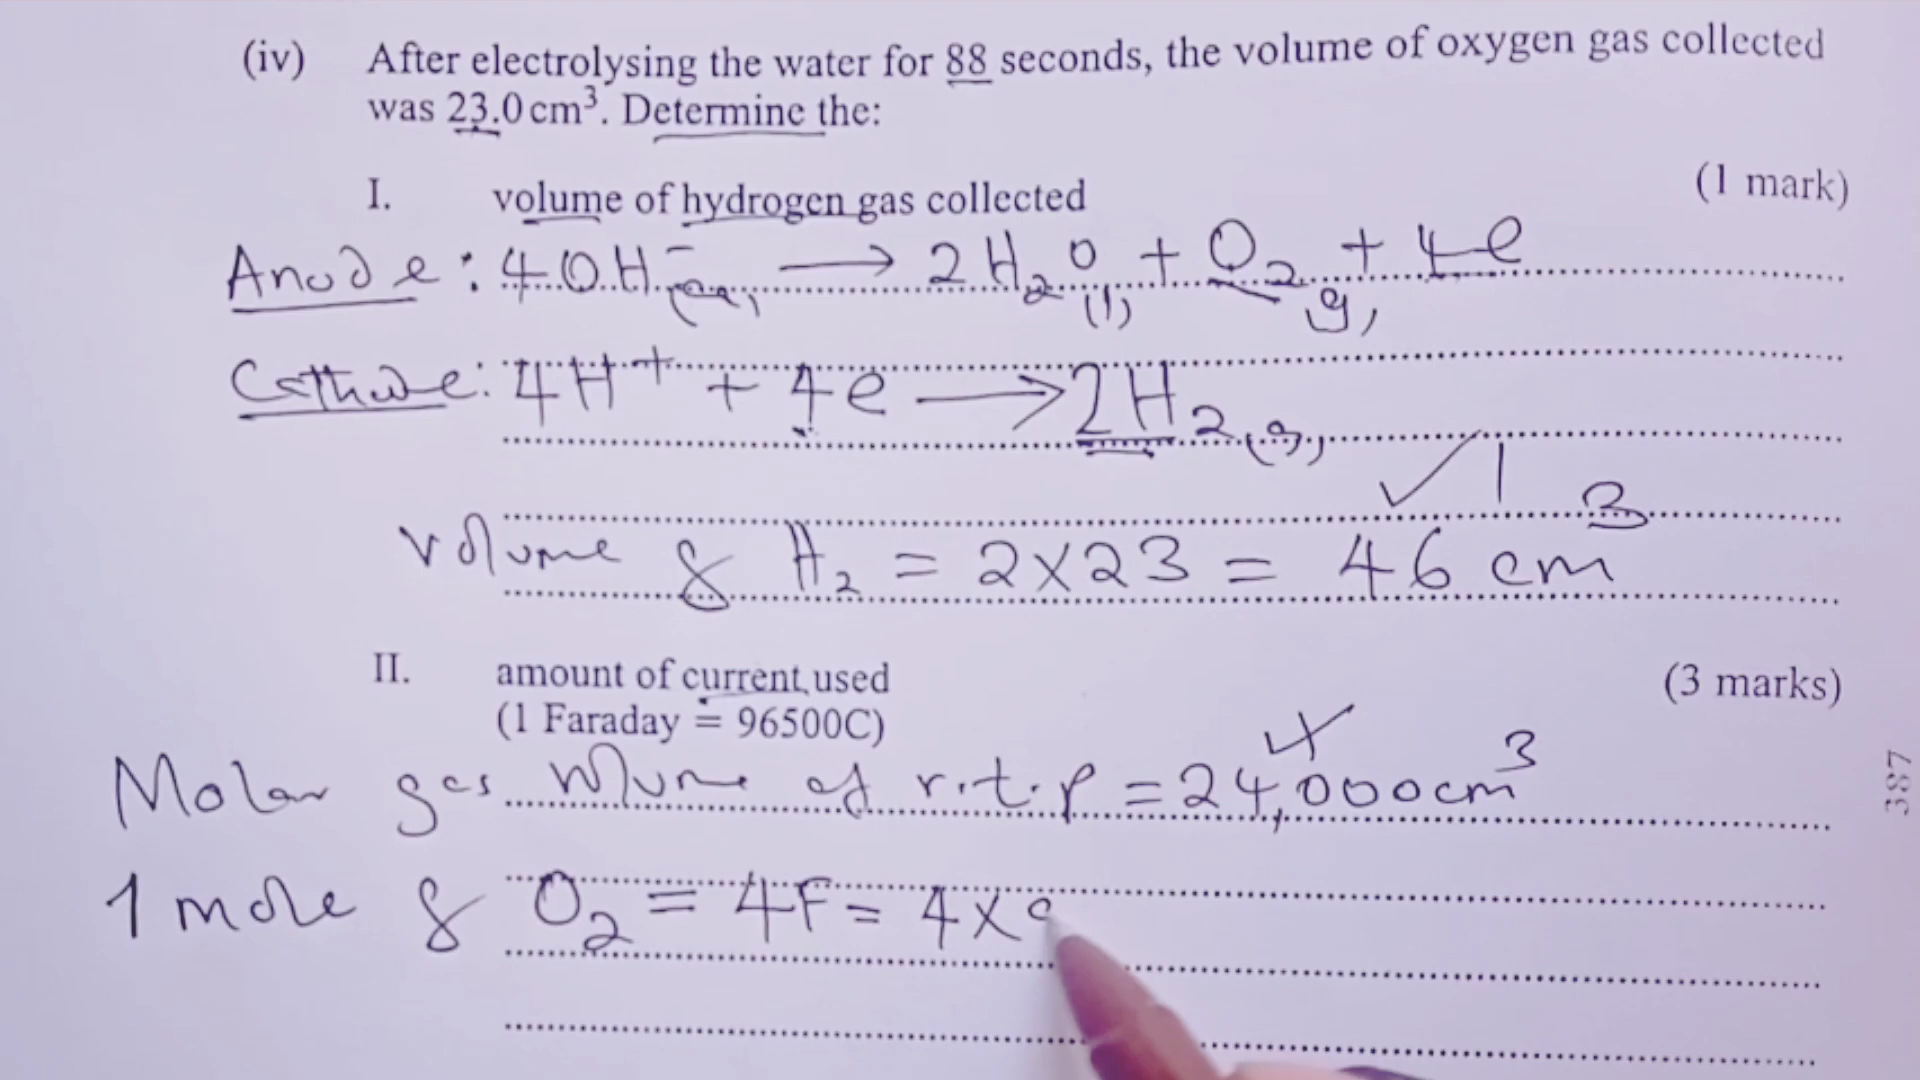 (iv) After electrolysing the water for 88 seconds, the volume of oxygen gas collected
was 23.0 cm³. Determine the:
I. volume of hydrogen gas collected (1 mark)
Anode: 4OH⁻(aq) → 2H₂O(l) + O₂(g) + 4e
Cathode: 4H⁺ + 4e → 2H₂(g)
√1
volume of H₂ = 2×23 = 46 cm³
II. amount of current used (3 marks)
(1 Faraday = 96500C)
Molar gas volume of r.t.p = 24,000cm³
1 mole of O₂ = 4F = 4×
387